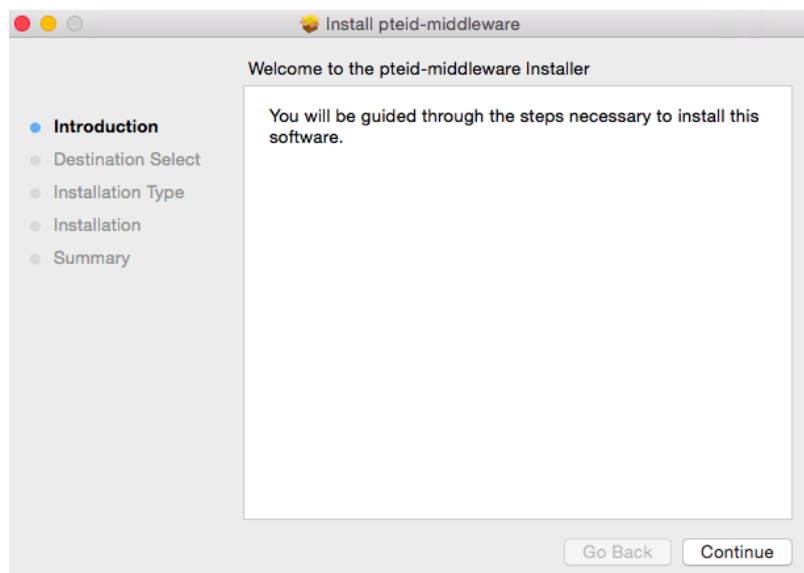 Install pteid-middleware
Welcome to the pteid-middleware Installer
Introduction
Destination Select
Installation Type
Installation
Summary
You will be guided through the steps necessary to install this
software.
Go Back
Continue